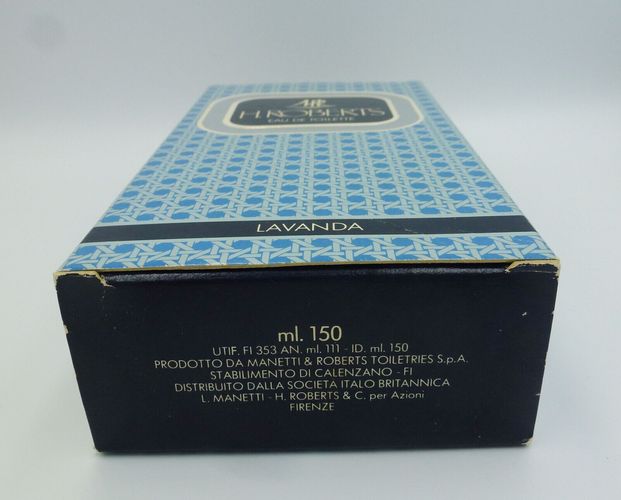 H. ROBERTS
EAU DE TOILETTE
LAVANDA
ml. 150
UTIF. FI 353 AN. ml. 111 - ID. ml. 150
PRODOTTO DA MANETTI & ROBERTS TOILETRIES S.p.A.
STABILIMENTO DI CALENZANO - FI
DISTRIBUITO DALLA SOCIETA ITALO BRITANNICA
L. MANETTI - H. ROBERTS & C. per Azioni
FIRENZE